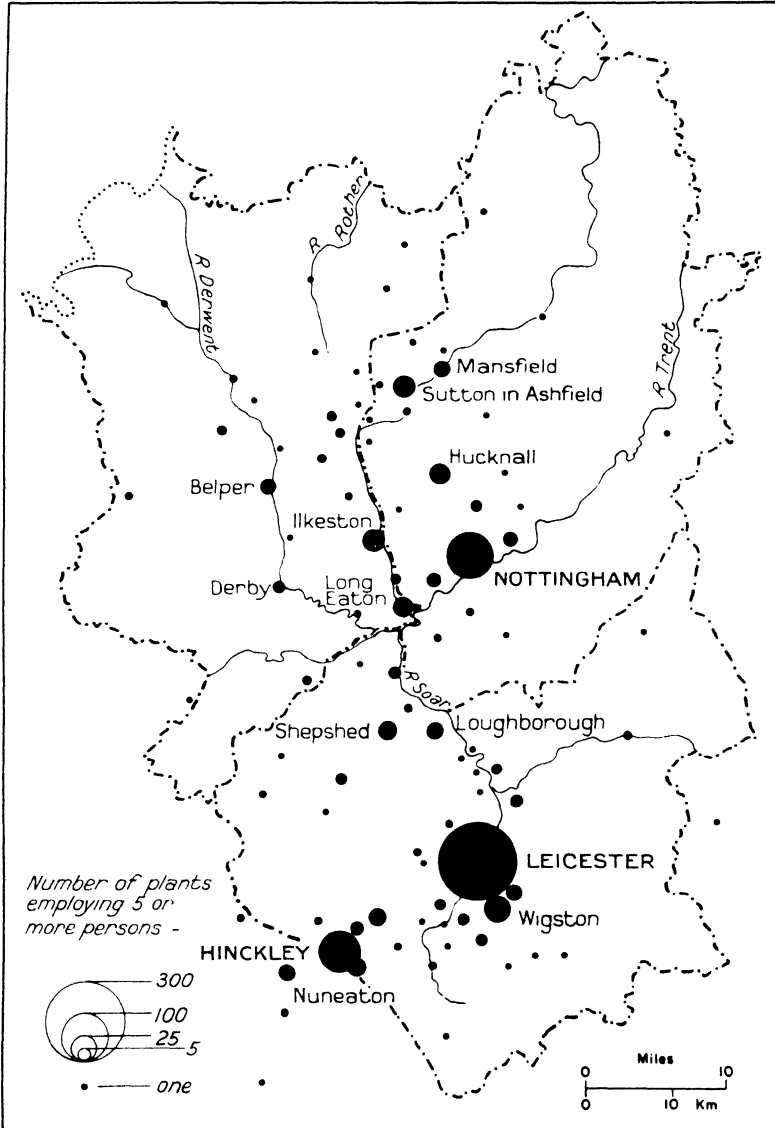 R Rother
R Derwent
R Trent
Mansfield
Sutton in Ashfield
Hucknall
Belper
Ilkeston
NOTTINGHAM
Derby
Long
Eaton
R Soar
Shepshed
Loughborough
LEICESTER
Wigston
HINCKLEY
Nuneaton
Number of plants
employing 5 or
more persons -
300
100
25
5
one
Miles
0 10
0 10 Km